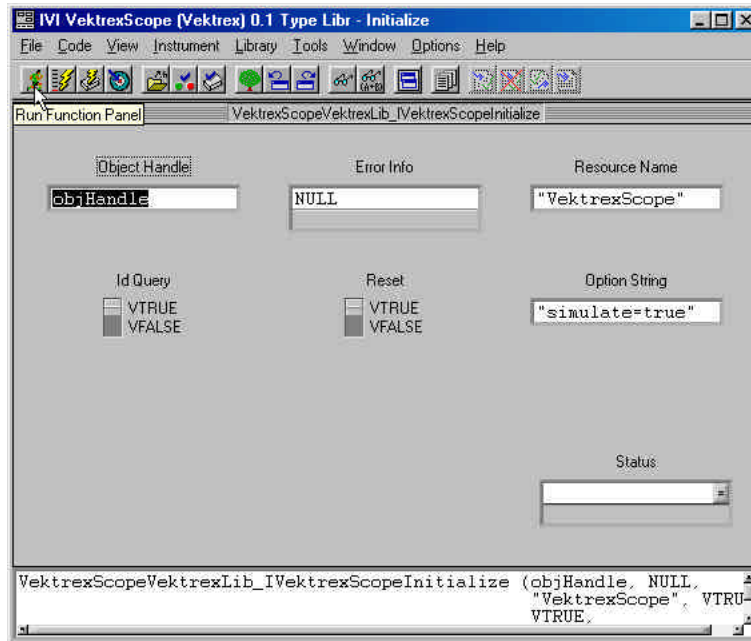 IVI VektrexScope (Vektrex) 0.1 Type Libr - Initialize
File Code View Instrument Library Tools Window Options Help
Run Function Panel
VektrexScopeVektrexLib_IVektrexScopeInitialize
Object Handle Error Info Resource Name
objHandle NULL "VektrexScope"
Id Query Reset Option String
VTRUE VTRUE "simulate=true"
VFALSE VFALSE
Status
VektrexScopeVektrexLib_IVektrexScopeInitialize (objHandle, NULL,
"VektrexScope", VTRU
VTRUE,